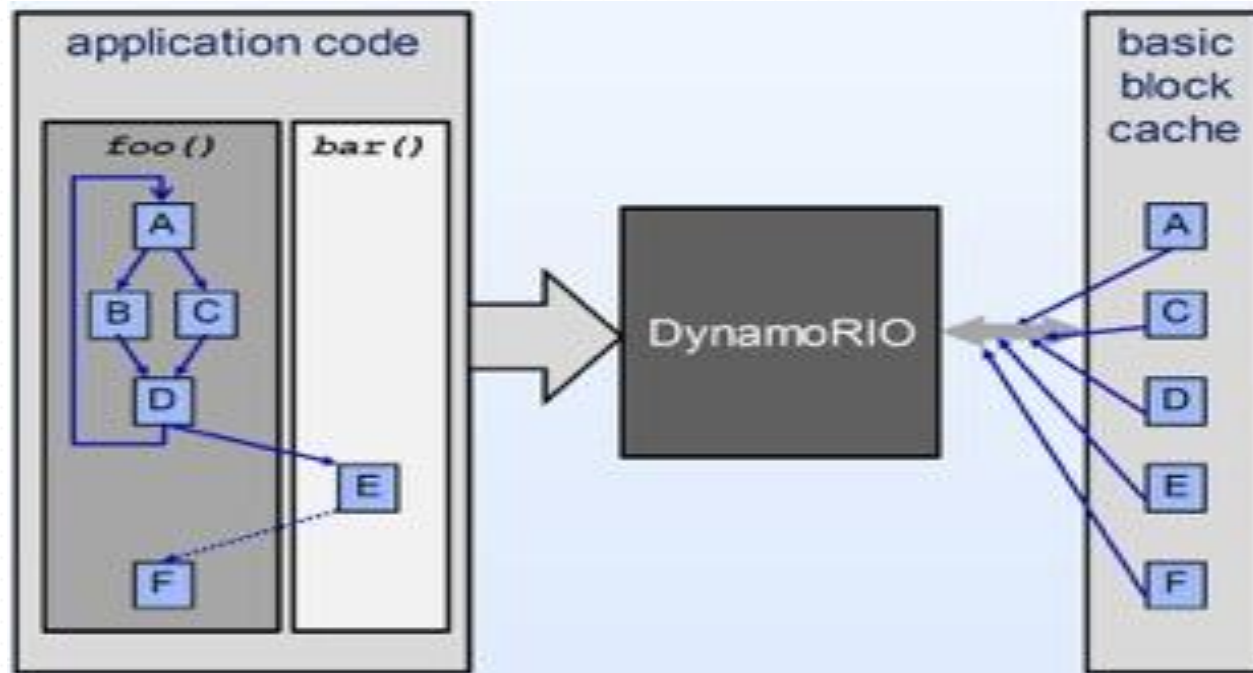 application code
foo()
bar()
A
B
C
D
E
F
DynamoRIO
basic
block
cache
A
C
D
E
F